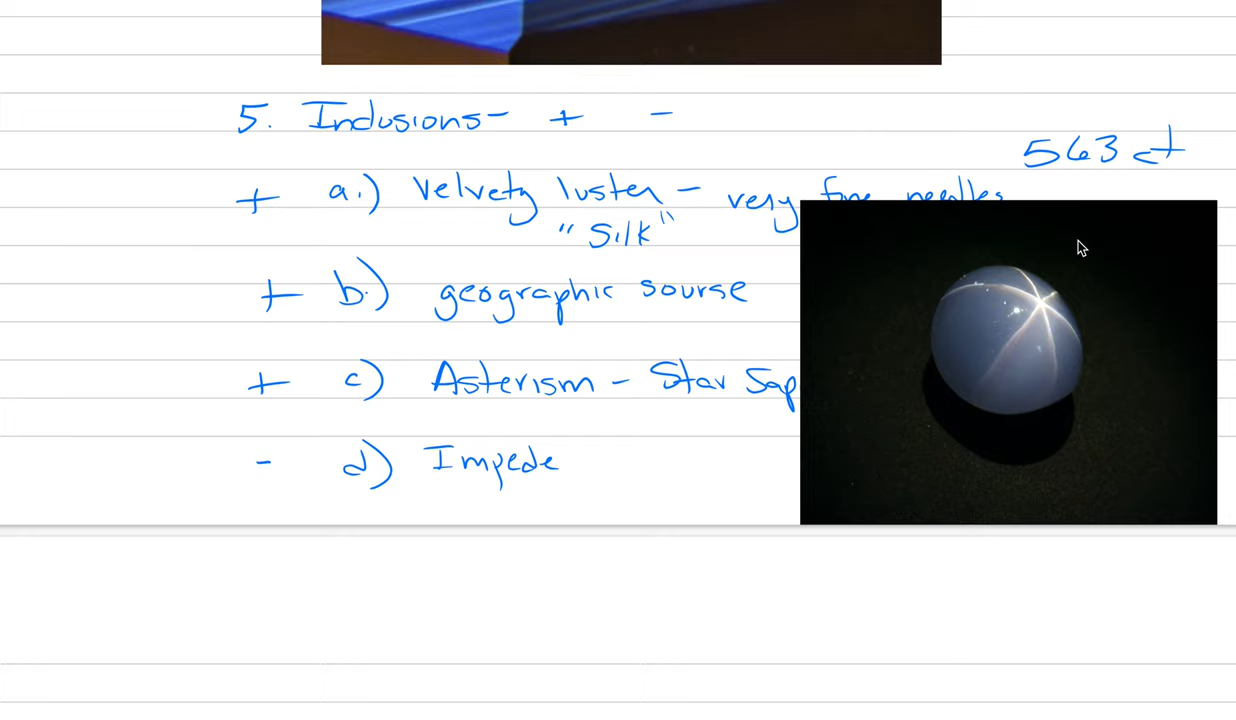 5. Inclusions- + -
563 ct
+ a.) Velvety luster - very fine needles
"Silk"
+ b.) geographic sourse
+ c) Asterism - Star Sap
- d) Impede